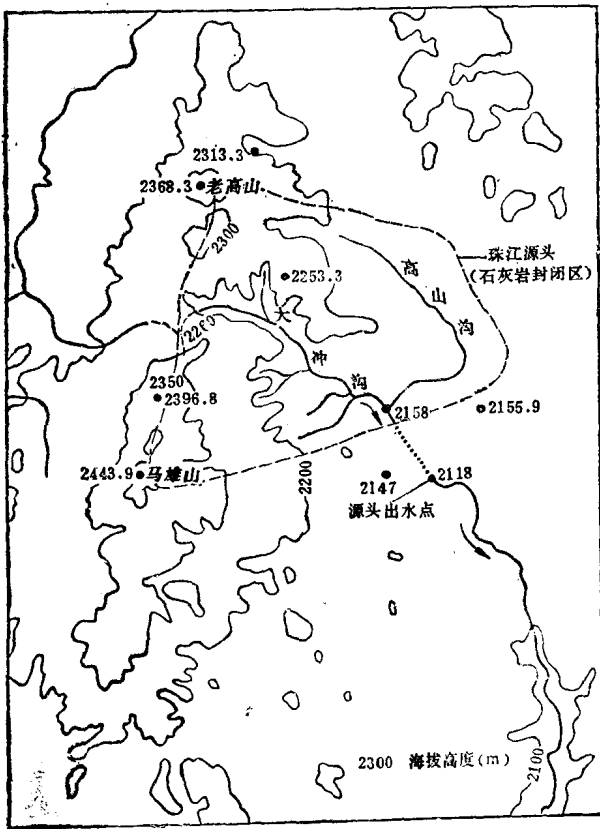 2313.3
2368.3 老高山
2300
珠江源头
(石灰岩封闭区)
2253.3
高山沟
2200
大冲沟
2350
2396.8
2158
2155.9
2443.9 马雄山
2200
2147
2118
源头出水点
2300 海拔高度(m)
2100